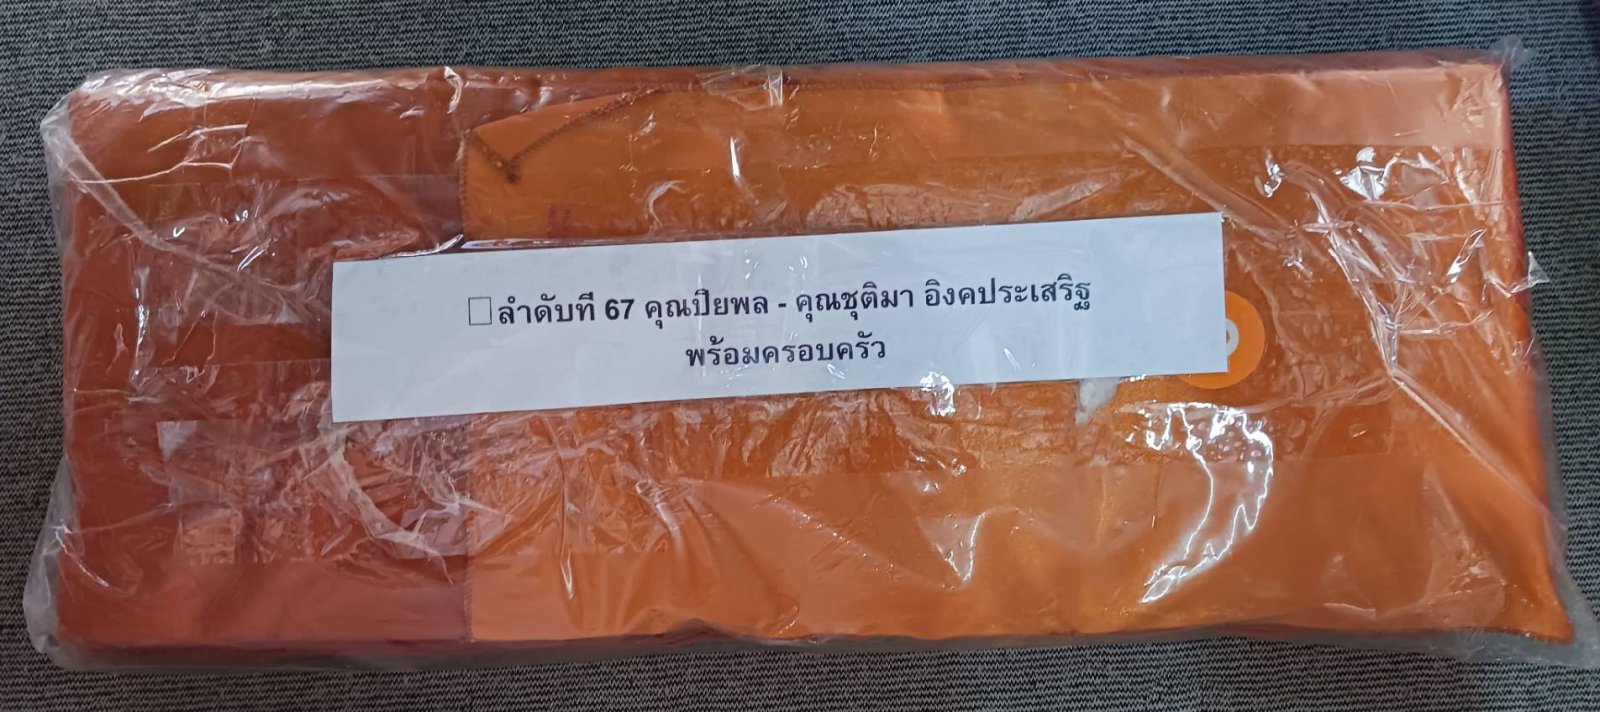 ลำดับที่ 67 คุณปิยพล - คุณชุติมา อิงคประเสริฐ
พร้อมครอบครัว